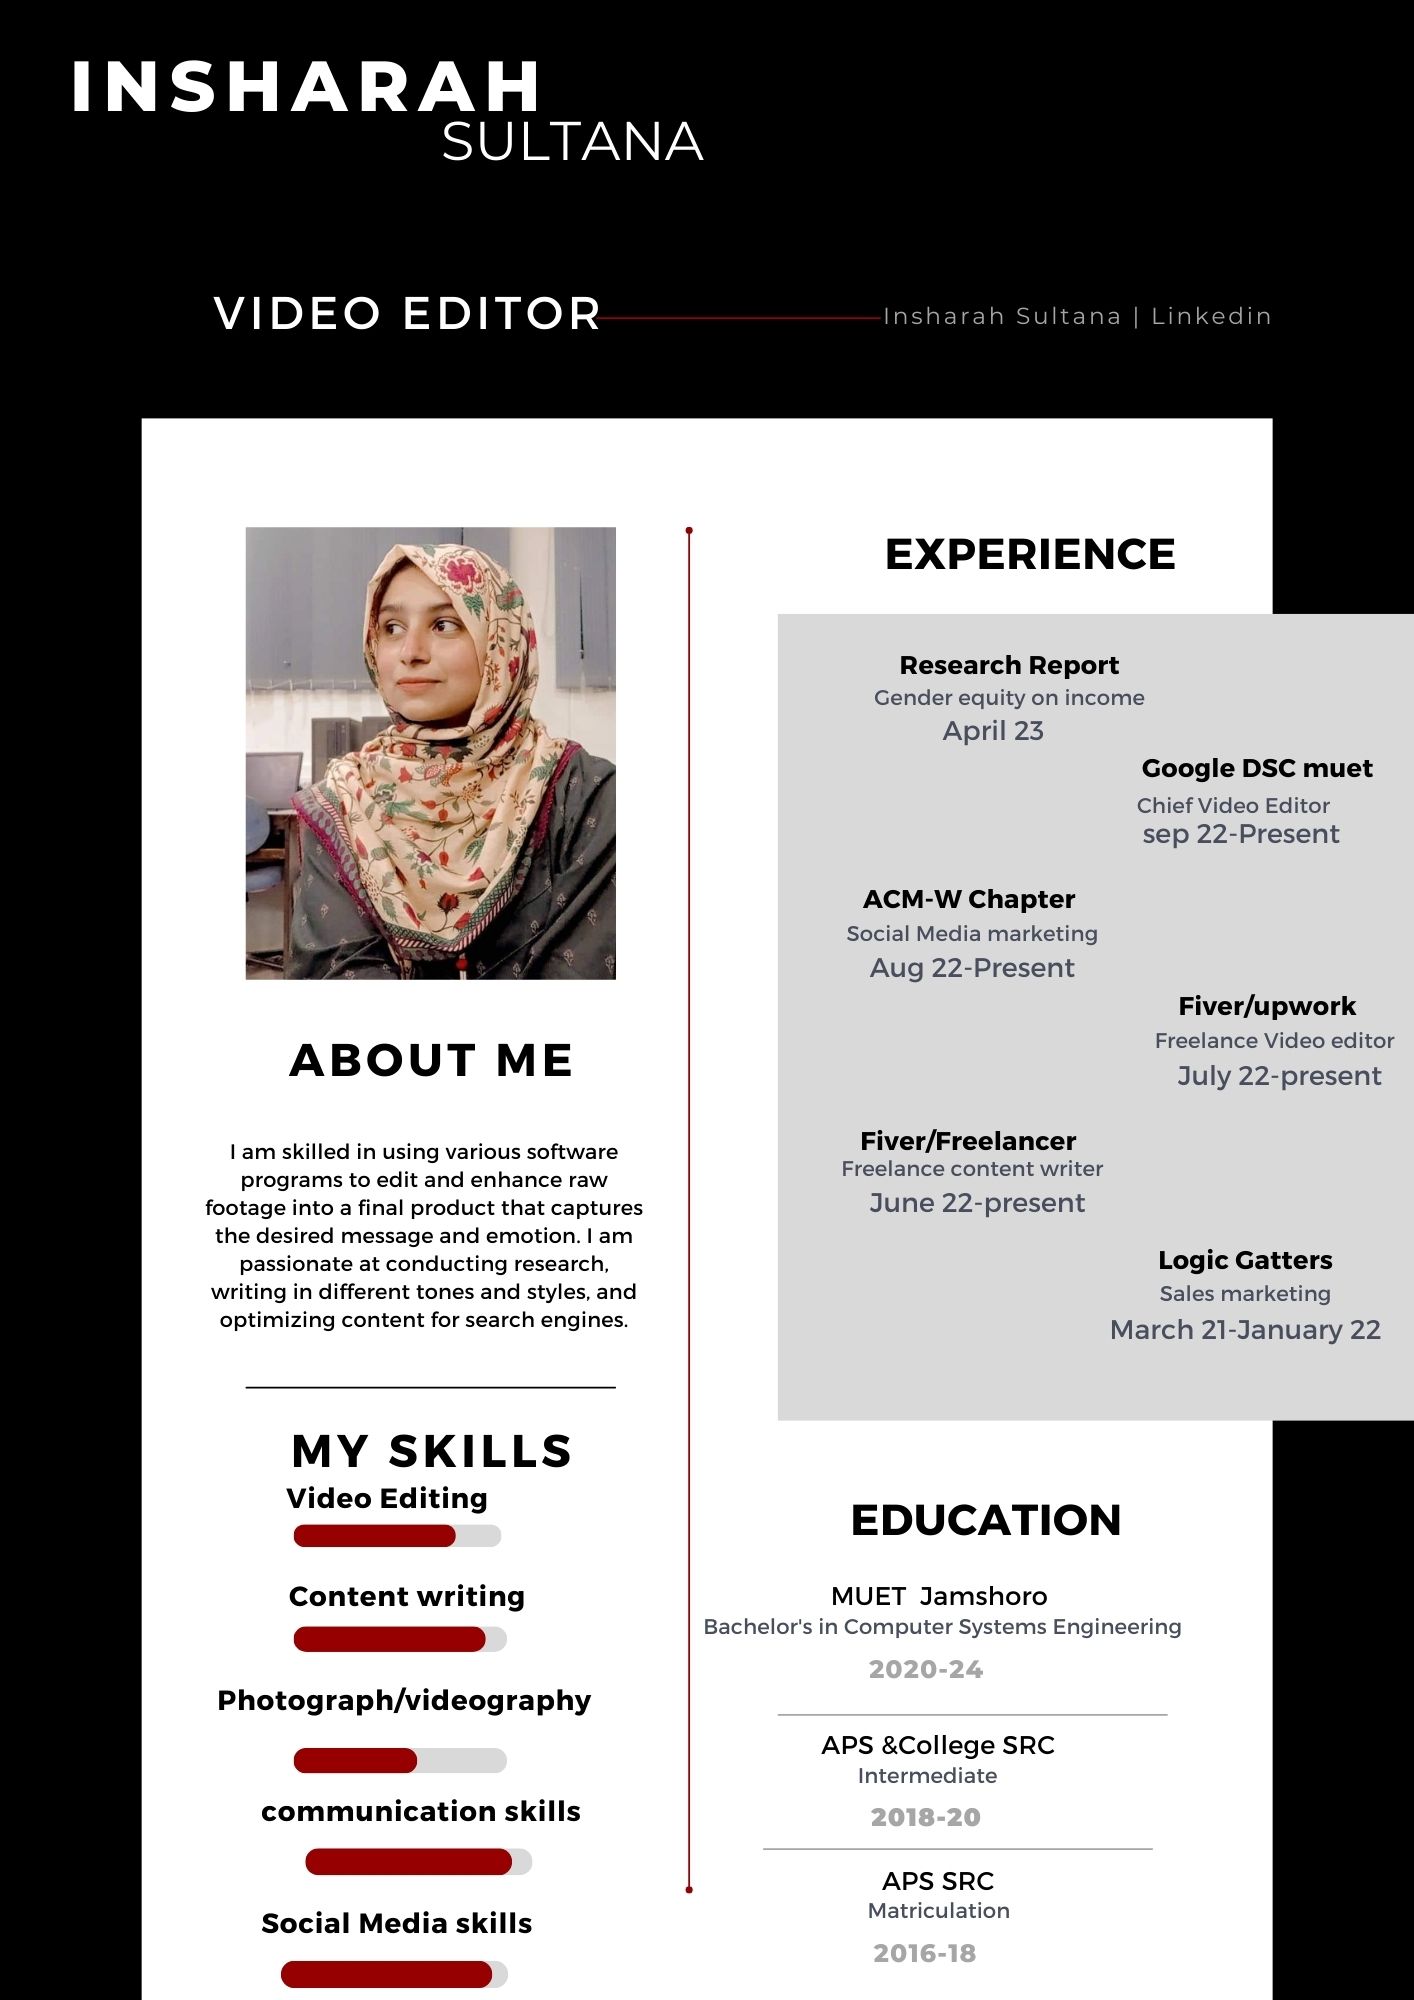 INSHARAH
SULTANA
VIDEO EDITOR
Insharah Sultana | Linkedin
ABOUT ME
I am skilled in using various software
programs to edit and enhance raw
footage into a final product that captures
the desired message and emotion. I am
passionate at conducting research,
writing in different tones and styles, and
optimizing content for search engines.
MY SKILLS
Video Editing
Content writing
Photograph/videography
communication skills
Social Media skills
EXPERIENCE
Research Report
Gender equity on income
April 23
Google DSC muet
Chief Video Editor
sep 22-Present
ACM-W Chapter
Social Media marketing
Aug 22-Present
Fiver/upwork
Freelance Video editor
July 22-present
Fiver/Freelancer
Freelance content writer
June 22-present
Logic Gatters
Sales marketing
March 21-January 22
EDUCATION
MUET  Jamshoro
Bachelor's in Computer Systems Engineering
2020-24
APS &College SRC
Intermediate
2018-20
APS SRC
Matriculation
2016-18